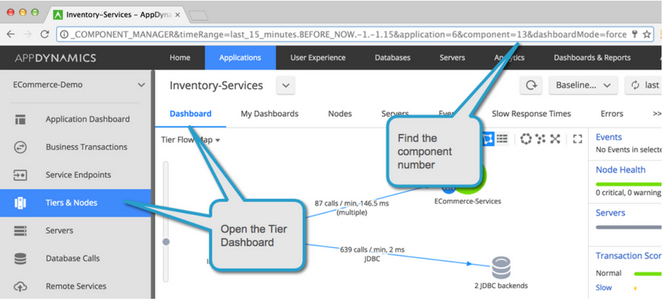 Inventory-Services – AppDyna
_COMPONENT_MANAGER&timeRange=last_15_minutes.BEFORE_NOW.-1.-1.15&application=6&component=13&dashboardMode=force
APPDYNAMICS Home Applications User Experience Databases Servers Analytics Dashboards & Reports
ECommerce-Demo
Inventory-Services
Baseline...
last
Application Dashboard
Business Transactions
Service Endpoints
Tiers & Nodes
Servers
Database Calls
Remote Services
Dashboard My Dashboards Nodes Servers Eve Slow Response Times Errors >>
Tier Flow Map
Find the
component
number
Open the Tier
Dashboard
87 calls / min, 146.5 ms
(multiple)
ECommerce-Services
639 calls / min, 2 ms
JDBC
2 JDBC backends
Events
No Events in selecte
Node Health
0 critical, 0 warning
Servers
Transaction Scor
Normal
Slow